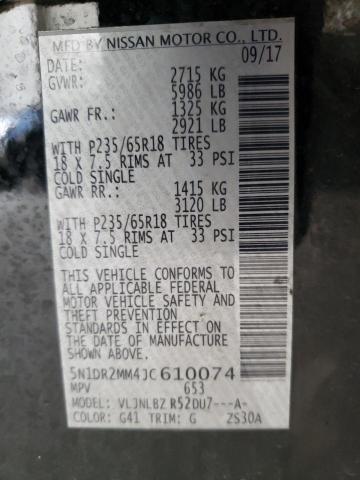 MFD BY NISSAN MOTOR CO., LTD.
DATE: 09/17
GVWR: 2715 KG
5986 LB
GAWR FR.: 1325 KG
2921 LB
WITH P235/65R18 TIRES
18 X 7.5 RIMS AT 33 PSI
COLD SINGLE
GAWR RR.: 1415 KG
3120 LB
WITH P235/65R18 TIRES
18 X 7.5 RIMS AT 33 PSI
COLD SINGLE
THIS VEHICLE CONFORMS TO
ALL APPLICABLE FEDERAL
MOTOR VEHICLE SAFETY AND
THEFT PREVENTION
STANDARDS IN EFFECT ON
THE DATE OF MANUFACTURE
SHOWN ABOVE.
5N1DR2MM4JC610074
MPV 653
MODEL: VLJNLBZ R52DU7---A-
COLOR: G41 TRIM: G ZS30A